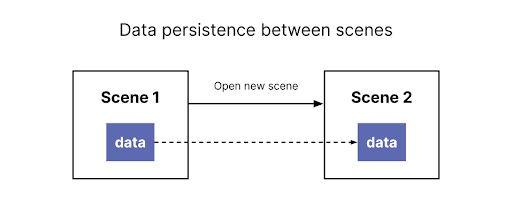 Data persistence between scenes
Scene 1
Open new scene
Scene 2
data
data